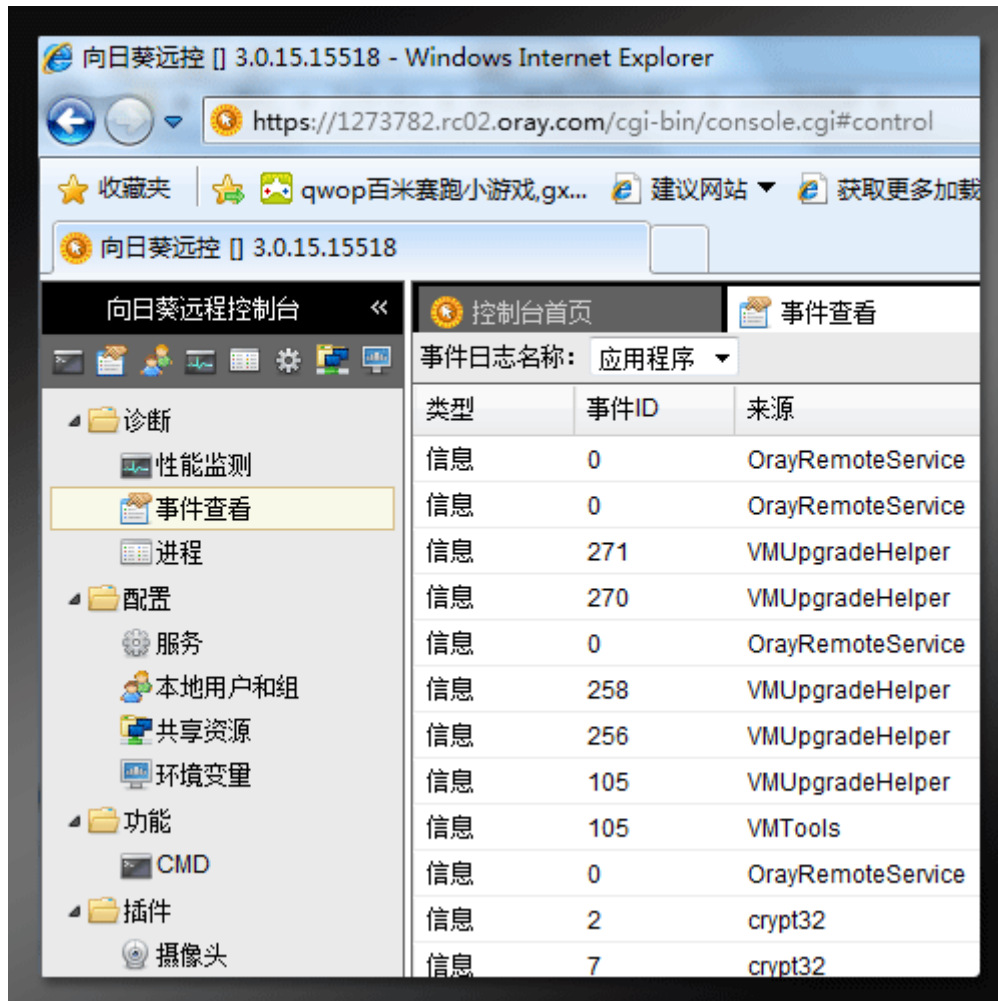 向日葵远控 [] 3.0.15.15518 - Windows Internet Explorer
https://1273782.rc02.oray.com/cgi-bin/console.cgi#control
收藏夹 qwop百米赛跑小游戏,gx... 建议网站 获取更多加载
向日葵远控 [] 3.0.15.15518
向日葵远程控制台 «
控制台首页 事件查看
事件日志名称: 应用程序
诊断
性能监测
事件查看
进程
配置
服务
本地用户和组
共享资源
环境变量
功能
CMD
插件
摄像头
类型 事件ID 来源
信息 0 OrayRemoteService
信息 0 OrayRemoteService
信息 271 VMUpgradeHelper
信息 270 VMUpgradeHelper
信息 0 OrayRemoteService
信息 258 VMUpgradeHelper
信息 256 VMUpgradeHelper
信息 105 VMUpgradeHelper
信息 105 VMTools
信息 0 OrayRemoteService
信息 2 crypt32
信息 7 crypt32